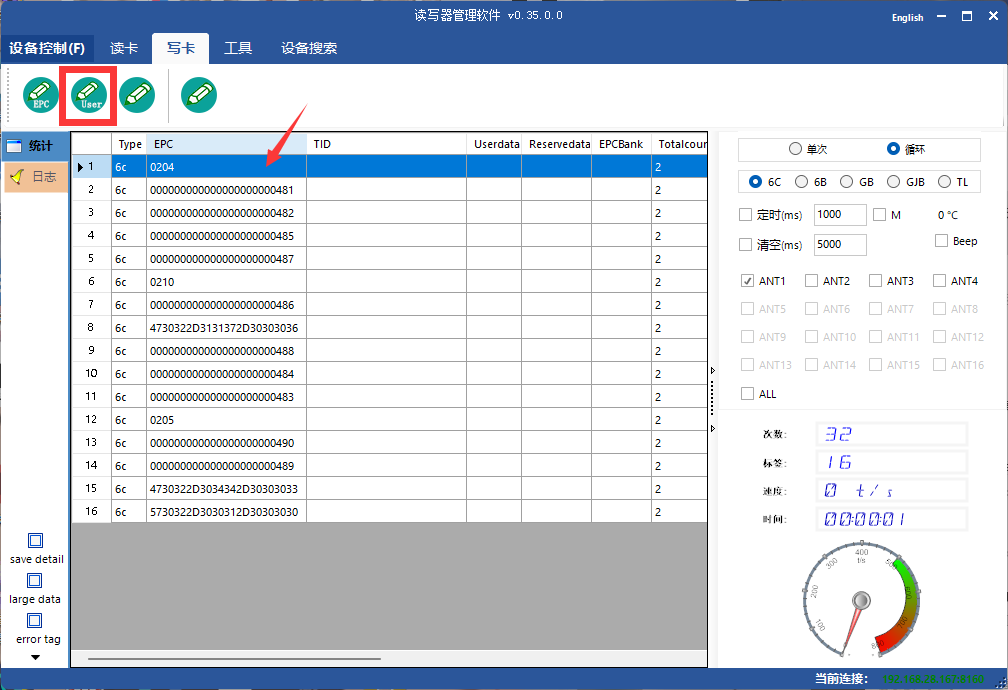 读写器管理软件 v0.35.0.0
English
设备控制(F) 读卡 写卡 工具 设备搜索
EPC User
统计
日志
Type EPC TID Userdata Reservedata EPCBank Totalcour
1 6c 0204 2
2 6c 000000000000000000000481 2
3 6c 000000000000000000000482 2
4 6c 000000000000000000000485 2
5 6c 000000000000000000000487 2
6 6c 0210 2
7 6c 000000000000000000000486 2
8 6c 4730322D3131372D30303036 2
9 6c 000000000000000000000488 2
10 6c 000000000000000000000484 2
11 6c 000000000000000000000483 2
12 6c 0205 2
13 6c 000000000000000000000490 2
14 6c 000000000000000000000489 2
15 6c 4730322D3034342D30303033 2
16 6c 5730322D3030312D30303030 2
save detail
large data
error tag
单次 循环
6C 6B GB GJB TL
定时(ms) 1000 M 0 °C
清空(ms) 5000 Beep
ANT1 ANT2 ANT3 ANT4
ANT5 ANT6 ANT7 ANT8
ANT9 ANT10 ANT11 ANT12
ANT13 ANT14 ANT15 ANT16
ALL
次数: 32
标签: 16
速度: 0 t/s
时间: 00:00:01
400
t/s
300
200
100
当前连接: